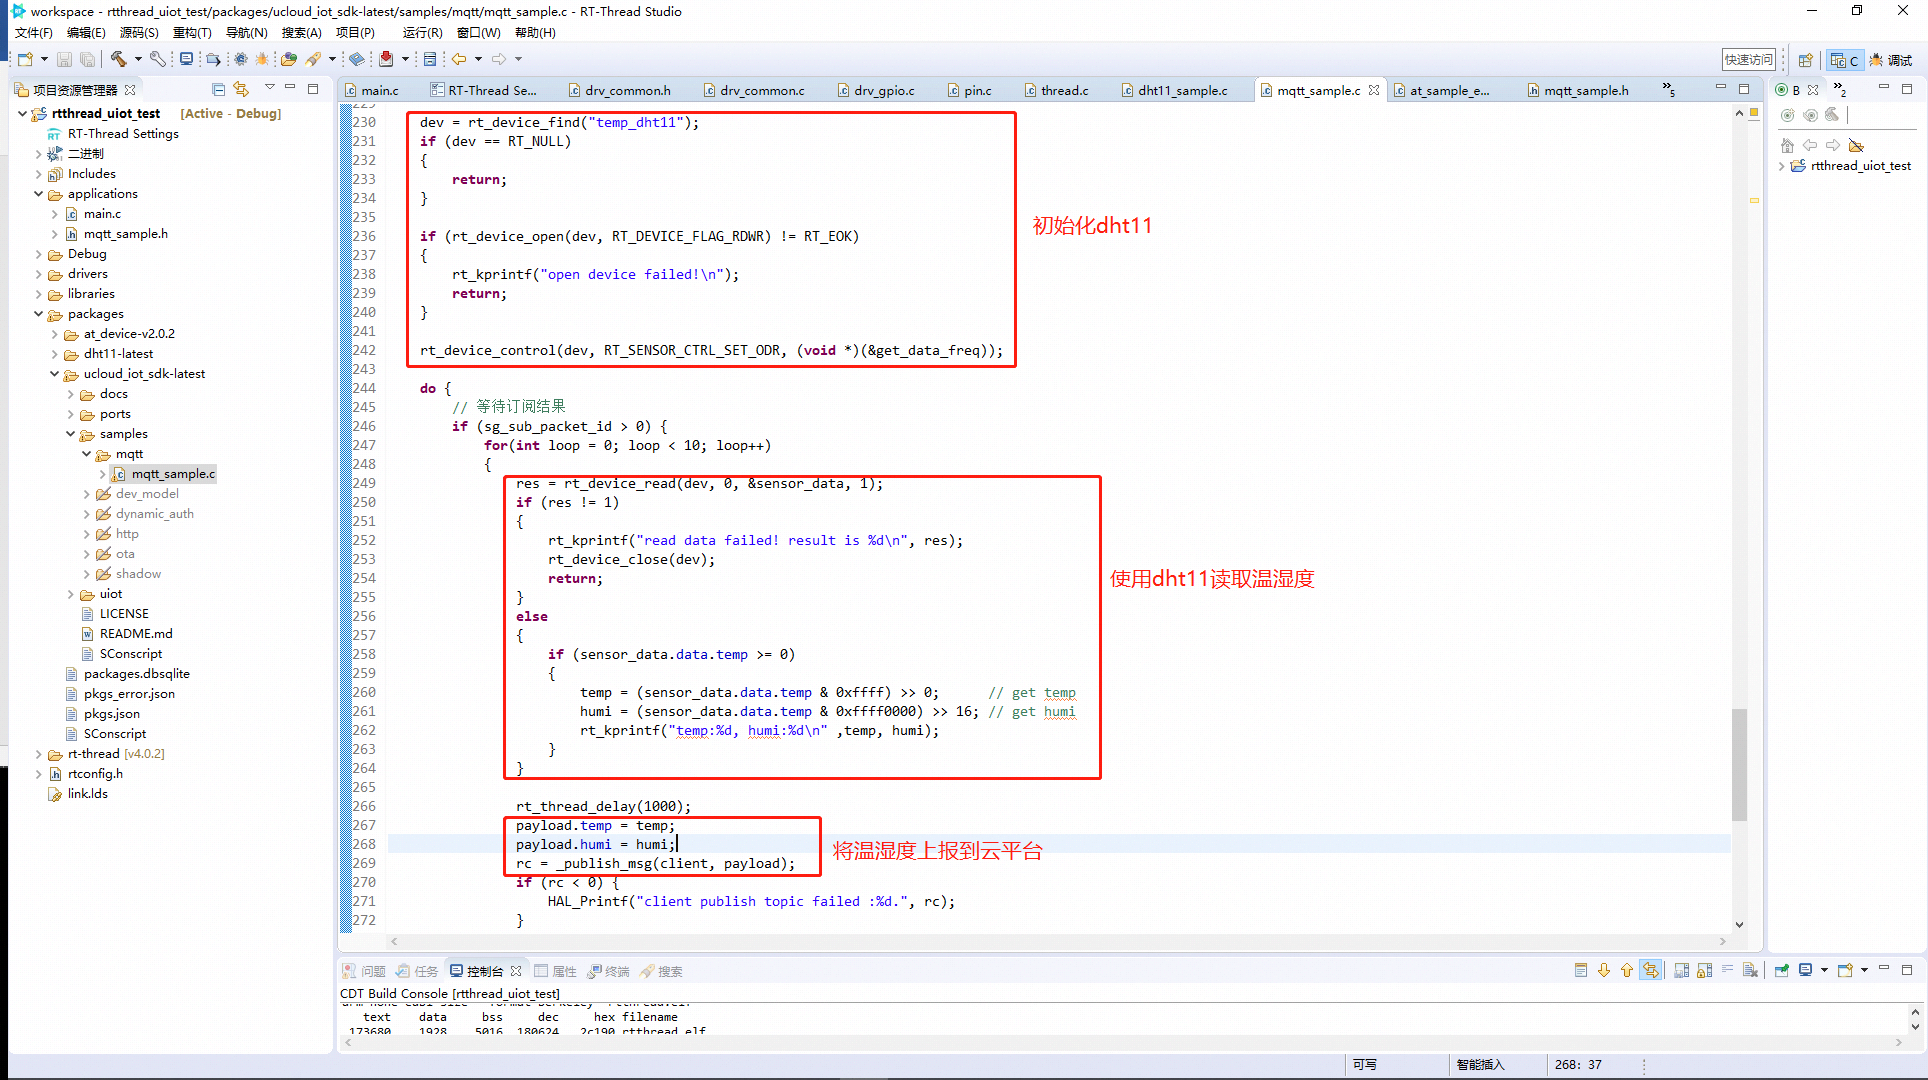 workspace - rtthread_uiot_test/packages/ucloud_iot_sdk-latest/samples/mqtt/mqtt_sample.c - RT-Thread Studio
文件(F) 编辑(E) 源码(S) 重构(T) 导航(N) 搜索(A) 项目(P) 运行(R) 窗口(W) 帮助(H)
快速访问 C 调试
项目资源管理器
rtthread_uiot_test [Active - Debug]
RT-Thread Settings
二进制
Includes
applications
main.c
mqtt_sample.h
Debug
drivers
libraries
packages
at_device-v2.0.2
dht11-latest
ucloud_iot_sdk-latest
docs
ports
samples
mqtt
mqtt_sample.c
dev_model
dynamic_auth
http
ota
shadow
uiot
LICENSE
README.md
SConscript
packages.dbsqlite
pkgs_error.json
pkgs.json
SConscript
rt-thread [v4.0.2]
rtconfig.h
link.lds
main.c RT-Thread Se... drv_common.h drv_common.c drv_gpio.c pin.c thread.c dht11_sample.c mqtt_sample.c at_sample_e... mqtt_sample.h »5
229
230 dev = rt_device_find("temp_dht11");
231 if (dev == RT_NULL)
232 {
233 return;
234 }
235
236 if (rt_device_open(dev, RT_DEVICE_FLAG_RDWR) != RT_EOK)
237 {
238 rt_kprintf("open device failed!\n");
239 return;
240 }
241
242 rt_device_control(dev, RT_SENSOR_CTRL_SET_ODR, (void *)(&get_data_freq));
243
244 do {
245 // 等待订阅结果
246 if (sg_sub_packet_id > 0) {
247 for(int loop = 0; loop < 10; loop++)
248 {
249 res = rt_device_read(dev, 0, &sensor_data, 1);
250 if (res != 1)
251 {
252 rt_kprintf("read data failed! result is %d\n", res);
253 rt_device_close(dev);
254 return;
255 }
256 else
257 {
258 if (sensor_data.data.temp >= 0)
259 {
260 temp = (sensor_data.data.temp & 0xffff) >> 0; // get temp
261 humi = (sensor_data.data.temp & 0xffff0000) >> 16; // get humi
262 rt_kprintf("temp:%d, humi:%d\n" ,temp, humi);
263 }
264 }
265
266 rt_thread_delay(1000);
267 payload.temp = temp;
268 payload.humi = humi;
269 rc = _publish_msg(client, payload);
270 if (rc < 0) {
271 HAL_Printf("client publish topic failed :%d.", rc);
272 }
初始化dht11
使用dht11读取温湿度
将温湿度上报到云平台
B »2
rtthread_uiot_test
问题 任务 控制台 属性 终端 搜索
CDT Build Console [rtthread_uiot_test]
text data bss dec hex filename
173680 1928 5016 180624 2c190 rtthread.elf
可写 智能插入 268: 37